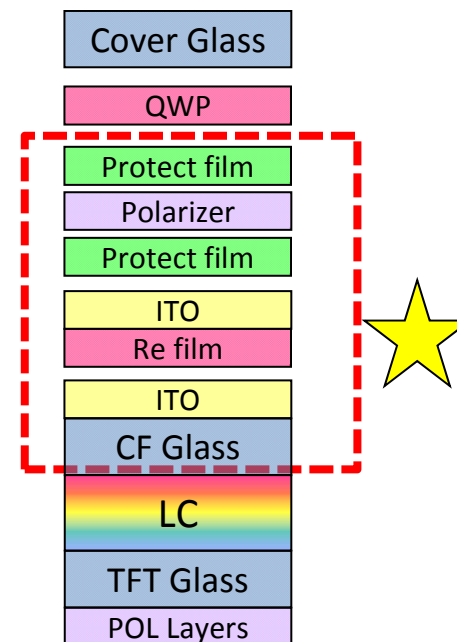 Cover Glass
QWP
Protect film
Polarizer
Protect film
ITO
Re film
ITO
CF Glass
LC
TFT Glass
POL Layers